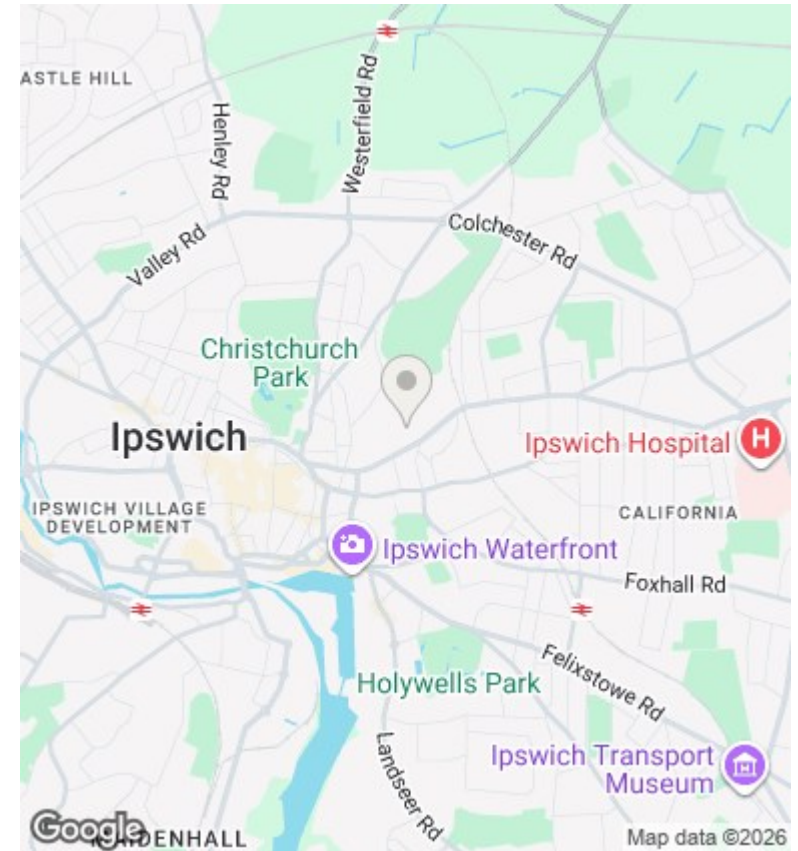 ASTLE HILL
Henley Rd
Westerfield Rd
Valley Rd
Colchester Rd
Christchurch
Park
Ipswich
Ipswich Hospital
H
IPSWICH VILLAGE
DEVELOPMENT
CALIFORNIA
Ipswich Waterfront
Foxhall Rd
Holywells Park
Felixstowe Rd
Landseer Rd
Ipswich Transport
Museum
Google
AIDENHALL
Map data ©2026